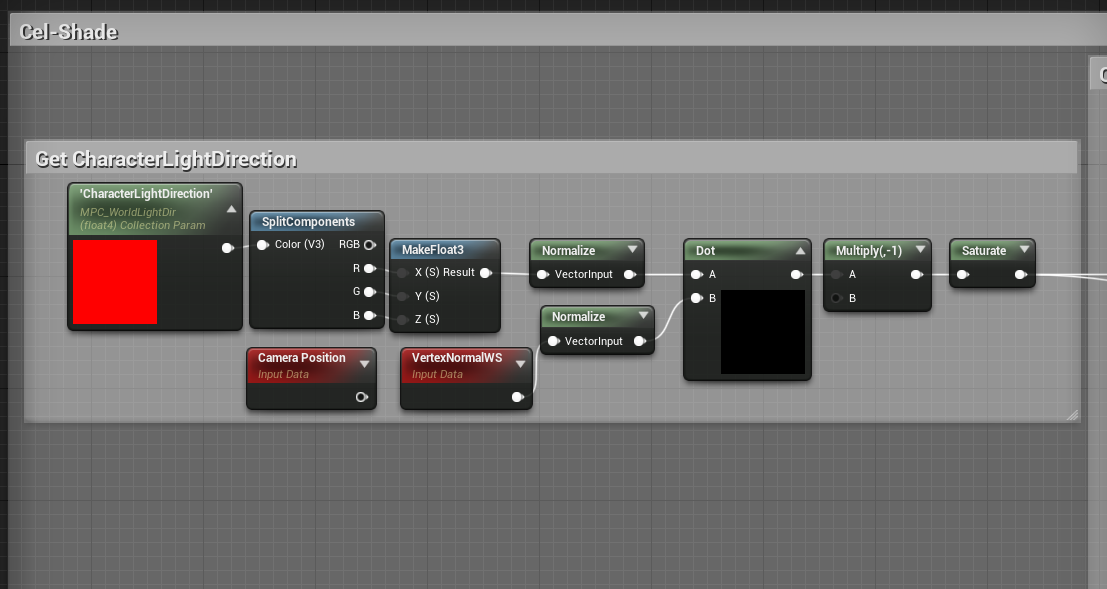 Cel-Shade
Get CharacterLightDirection
'CharacterLightDirection'
MPC_WorldLightDir
(float4) Collection Param
SplitComponents
Color (V3) RGB
R
G
B
MakeFloat3
X (S) Result
Y (S)
Z (S)
Normalize
VectorInput
Normalize
VectorInput
Dot
A
B
Multiply(,-1)
A
B
Saturate
Camera Position
Input Data
VertexNormalWS
Input Data